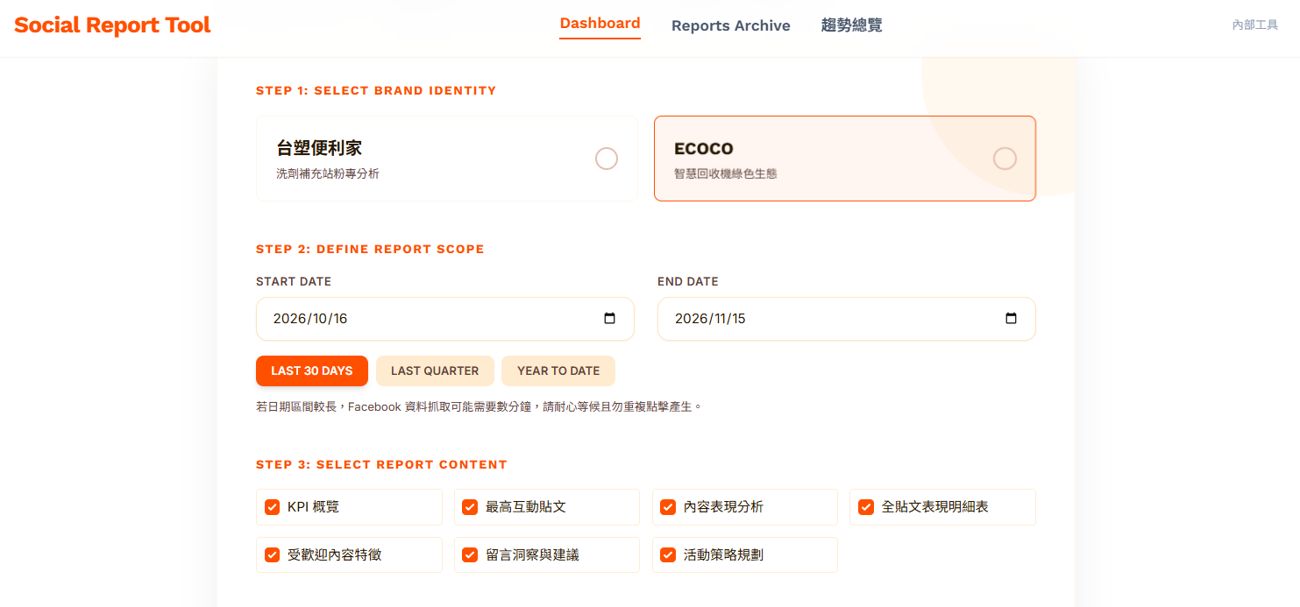 Social Report Tool
Dashboard
Reports Archive
趨勢總覽
內部工具
STEP 1: SELECT BRAND IDENTITY
台塑便利家
洗劑補充站粉專分析
ECOCO
智慧回收機綠色生態
STEP 2: DEFINE REPORT SCOPE
START DATE
END DATE
2026/10/16
2026/11/15
LAST 30 DAYS
LAST QUARTER
YEAR TO DATE
若日期區間較長，Facebook 資料抓取可能需要數分鐘，請耐心等候且勿重複點擊產生。
STEP 3: SELECT REPORT CONTENT
KPI 概覽
最高互動貼文
內容表現分析
全貼文表現明細表
受歡迎內容特徵
留言洞察與建議
活動策略規劃